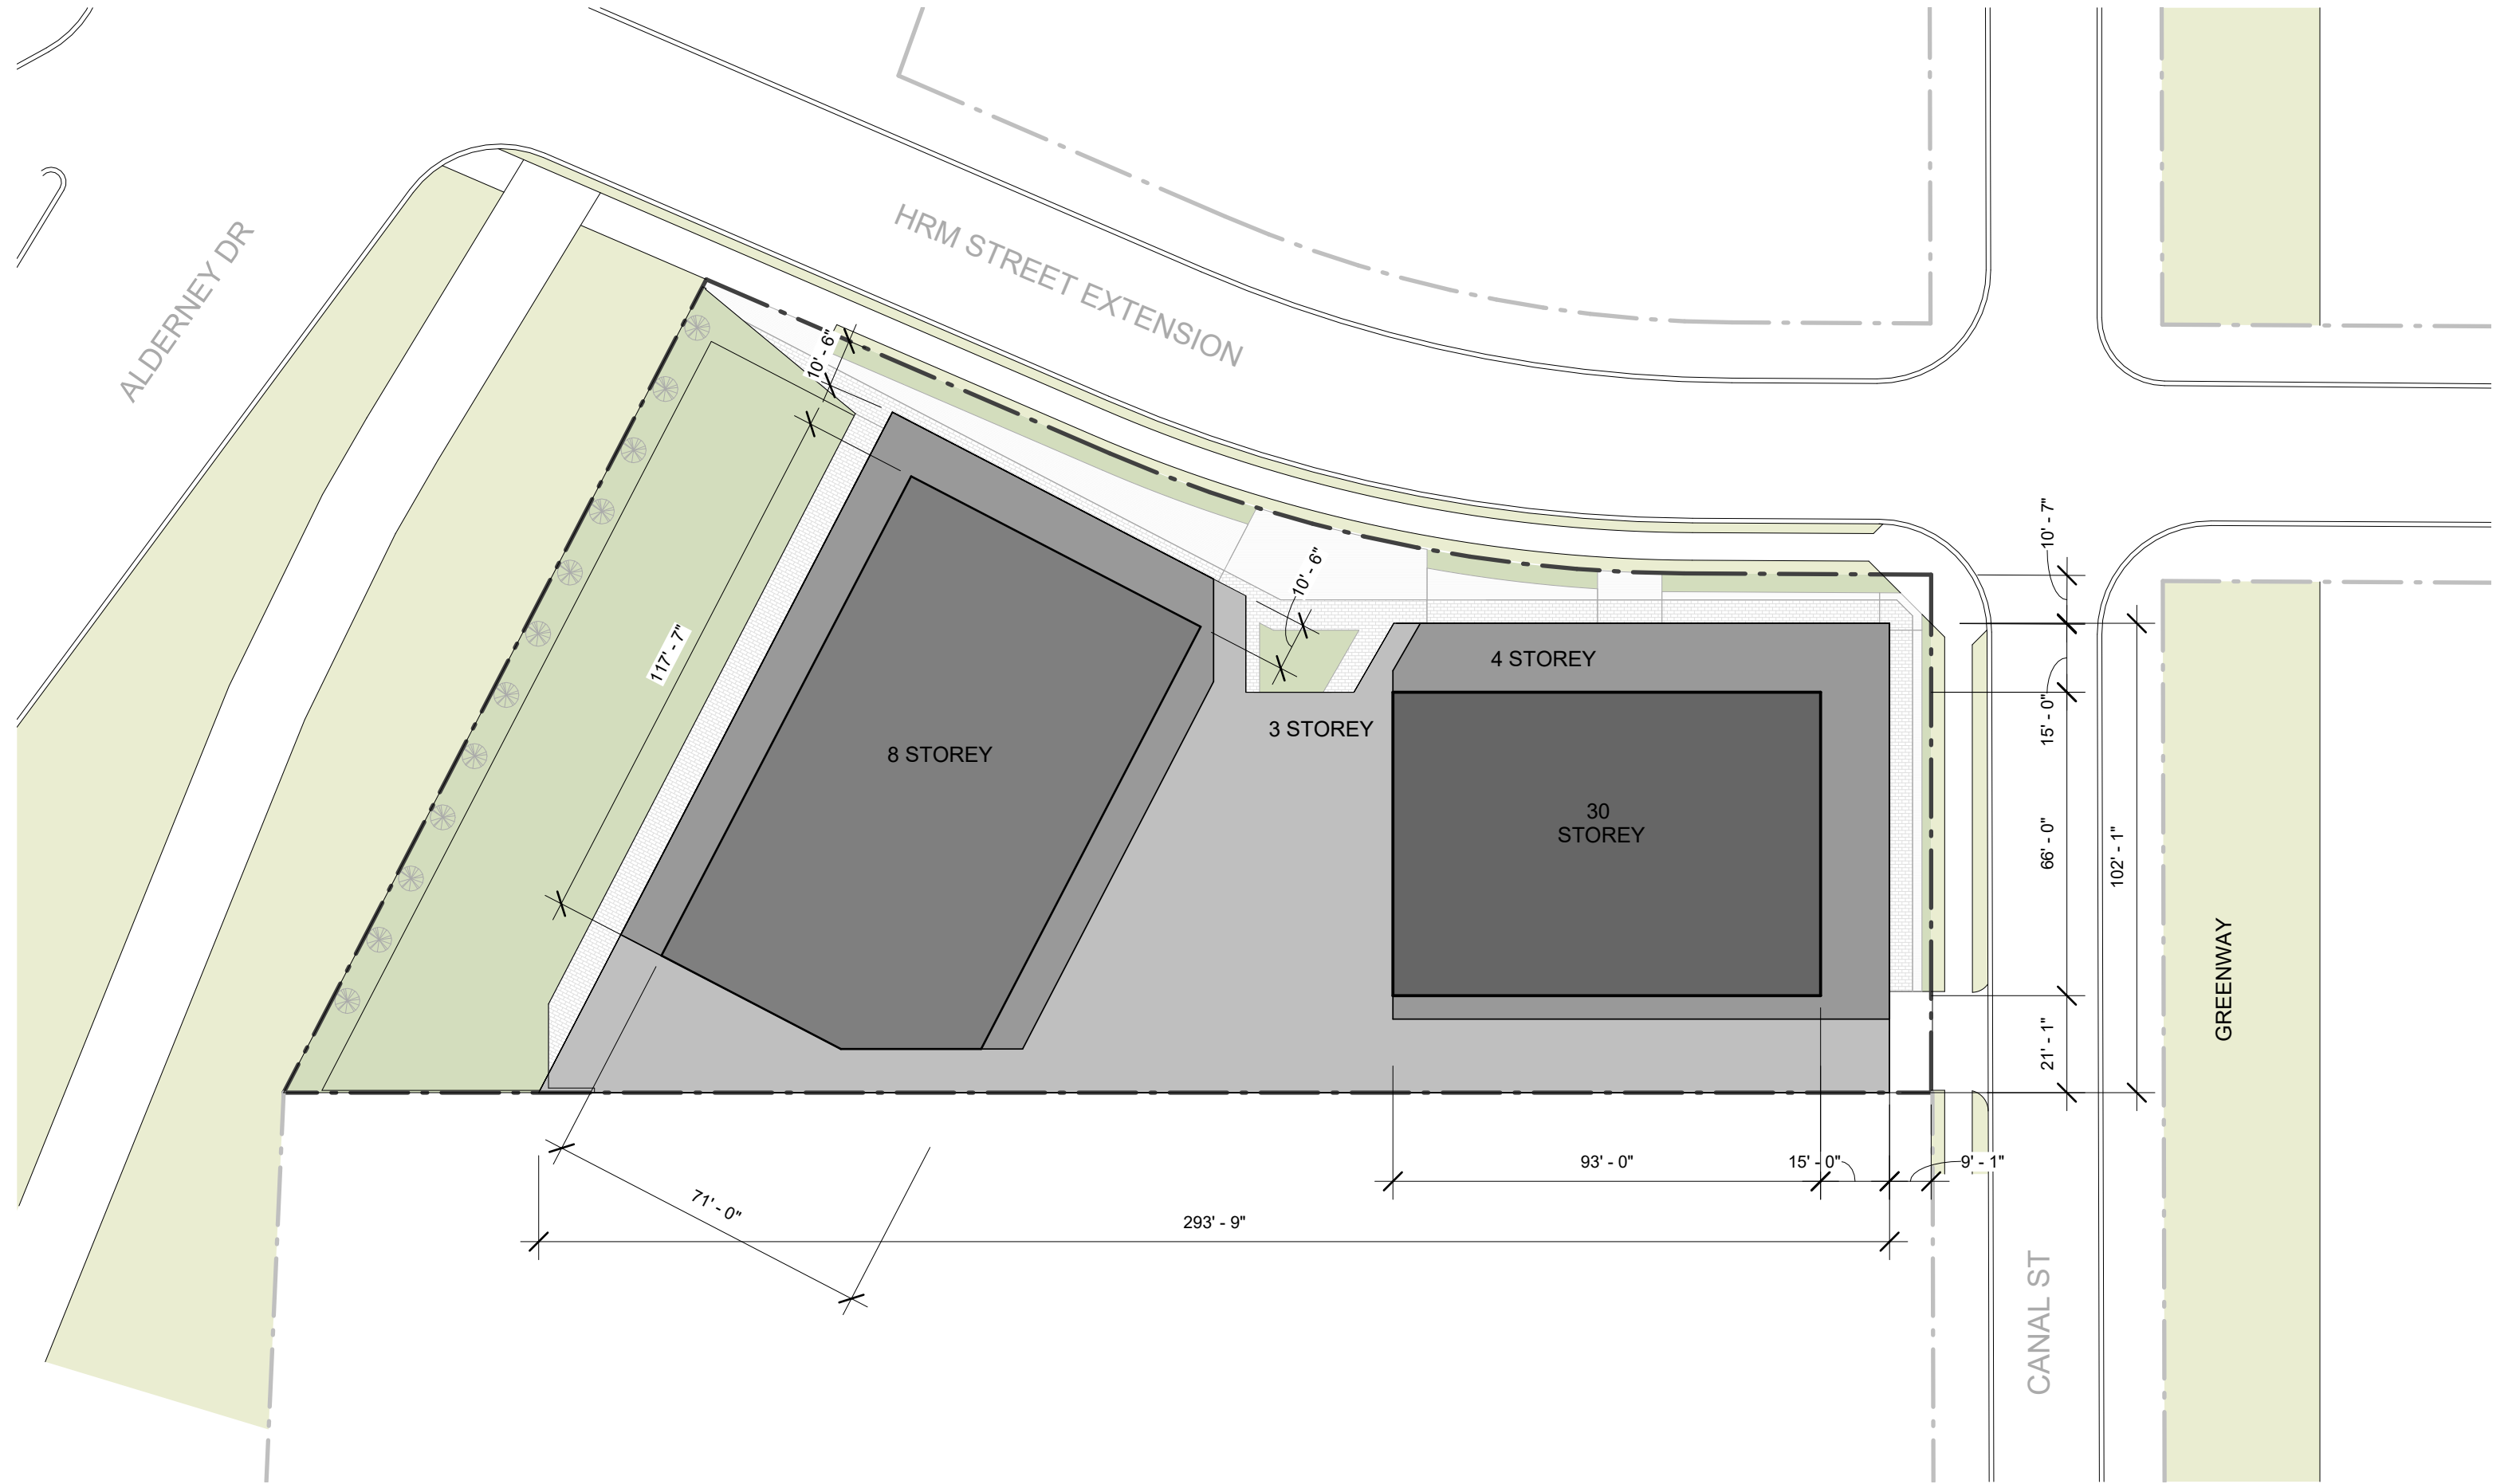 ALDERNEY DR
HRM STREET EXTENSION
10' - 6"
10' - 7"
10' - 6"
117' - 7"
4 STOREY
3 STOREY
15' - 0"
8 STOREY
30
STOREY
66' - 0"
102' - 1"
GREENWAY
21' - 1"
93' - 0"
15' - 0"
9' - 1"
71' - 0"
293' - 9"
CANAL ST